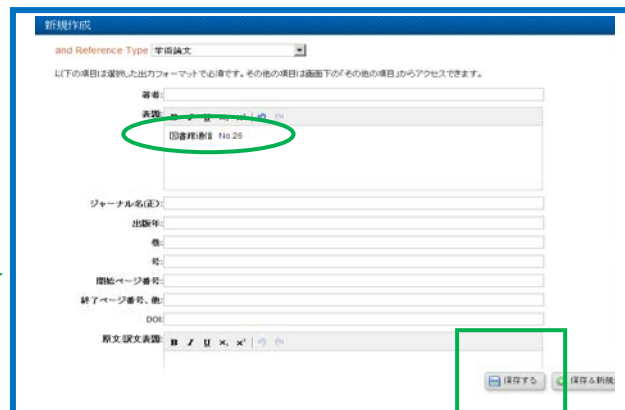 新規作成
and Reference Type 学術論文
以下の項目は選択した出力フォーマットで必須です。その他の項目は画面下の「その他の項目」からアクセスできます。
著者:
表題:
B I U x, x'
図書館通信 No.26
ジャーナル名(正):
出版年:
巻:
号:
開始ページ番号:
終了ページ番号、他:
DOI:
原文/訳文表題:
B I U x, x'
保存する
保存&新規